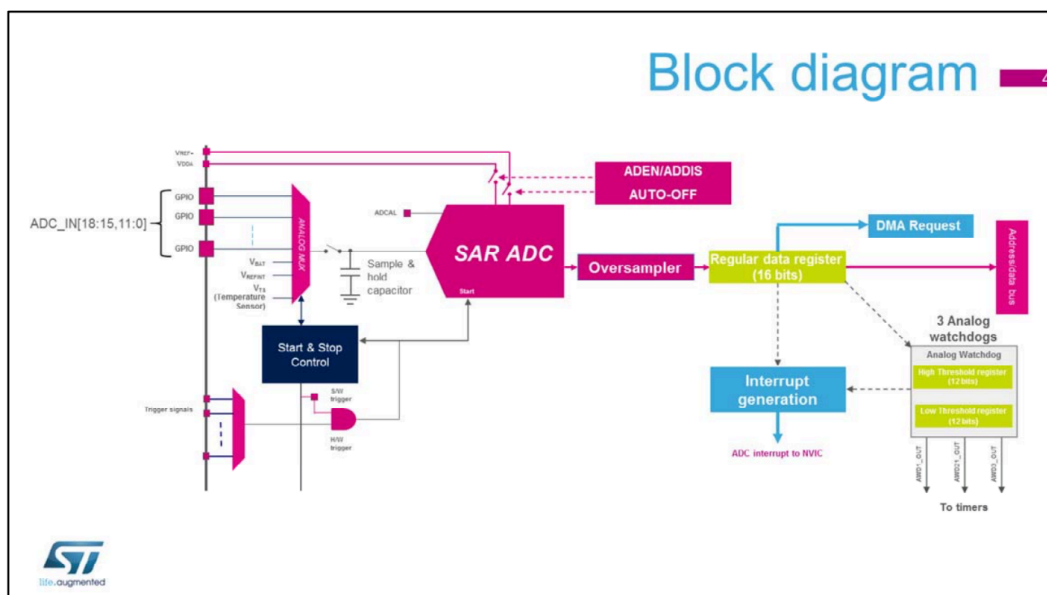 Block diagram
4
VREF+
VDDA
ADEN/ADDIS
AUTO-OFF
ADC_IN[18:15,11:0]
GPIO
GPIO
GPIO
ANALOG MUX
ADCAL
SAR ADC
Start
Sample &
hold
capacitor
VBAT
VREFINT
VTS
(Temperature
Sensor)
Oversampler
Regular data register
(16 bits)
DMA Request
Address/data bus
Start & Stop
Control
3 Analog
watchdogs
Analog Watchdog
High Threshold register
(12 bits)
Low Threshold register
(12 bits)
Interrupt
generation
S/W
trigger
Trigger signals
H/W
trigger
ADC interrupt to NVIC
AWD1_OUT
AWD21_OUT
AWD3_OUT
To timers
ST
life.augmented